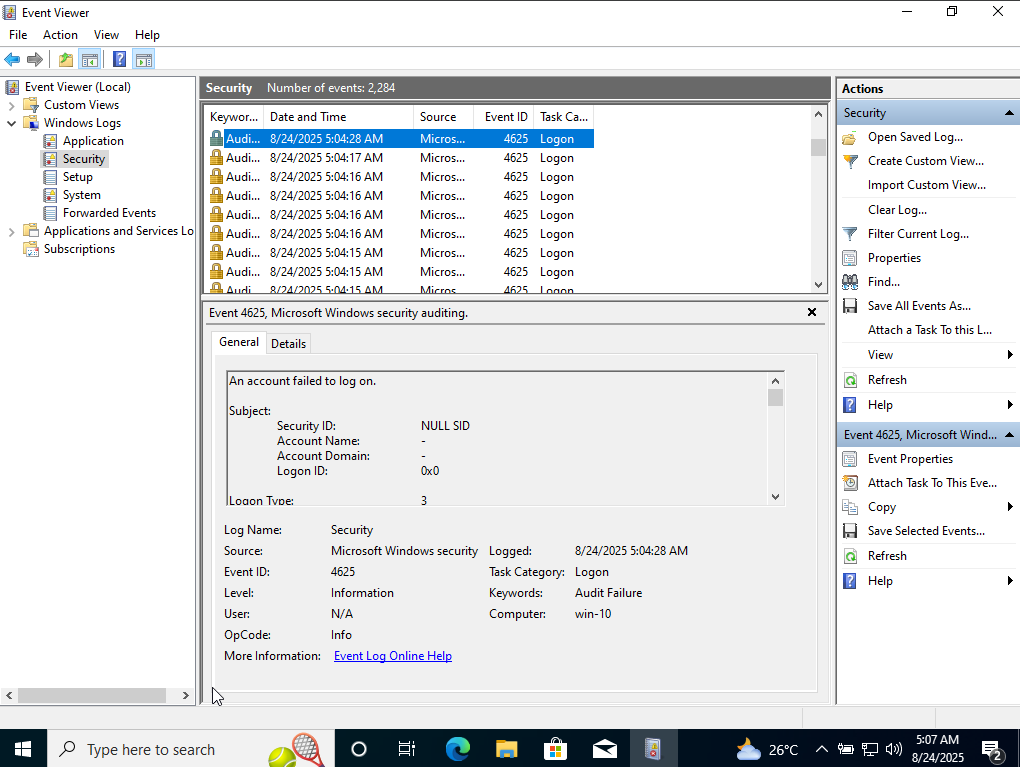 Event Viewer
File Action View Help
Event Viewer (Local)
Custom Views
Windows Logs
Application
Security
Setup
System
Forwarded Events
Applications and Services Lo
Subscriptions
Security Number of events: 2,284
Keywor... Date and Time Source Event ID Task Ca...
Audi... 8/24/2025 5:04:28 AM Micros... 4625 Logon
Audi... 8/24/2025 5:04:17 AM Micros... 4625 Logon
Audi... 8/24/2025 5:04:16 AM Micros... 4625 Logon
Audi... 8/24/2025 5:04:16 AM Micros... 4625 Logon
Audi... 8/24/2025 5:04:16 AM Micros... 4625 Logon
Audi... 8/24/2025 5:04:16 AM Micros... 4625 Logon
Audi... 8/24/2025 5:04:15 AM Micros... 4625 Logon
Audi... 8/24/2025 5:04:15 AM Micros... 4625 Logon
Audi... 8/24/2025 5:04:15 AM Micros... 4625 Logon
Event 4625, Microsoft Windows security auditing.
General Details
An account failed to log on.
Subject:
Security ID: NULL SID
Account Name: -
Account Domain: -
Logon ID: 0x0
Logon Type: 3
Log Name: Security
Source: Microsoft Windows security Logged: 8/24/2025 5:04:28 AM
Event ID: 4625 Task Category: Logon
Level: Information Keywords: Audit Failure
User: N/A Computer: win-10
OpCode: Info
More Information: Event Log Online Help
Actions
Security
Open Saved Log...
Create Custom View...
Import Custom View...
Clear Log...
Filter Current Log...
Properties
Find...
Save All Events As...
Attach a Task To this L...
View
Refresh
Help
Event 4625, Microsoft Wind...
Event Properties
Attach Task To This Eve...
Copy
Save Selected Events...
Refresh
Help
Type here to search
26°C
5:07 AM
8/24/2025
2